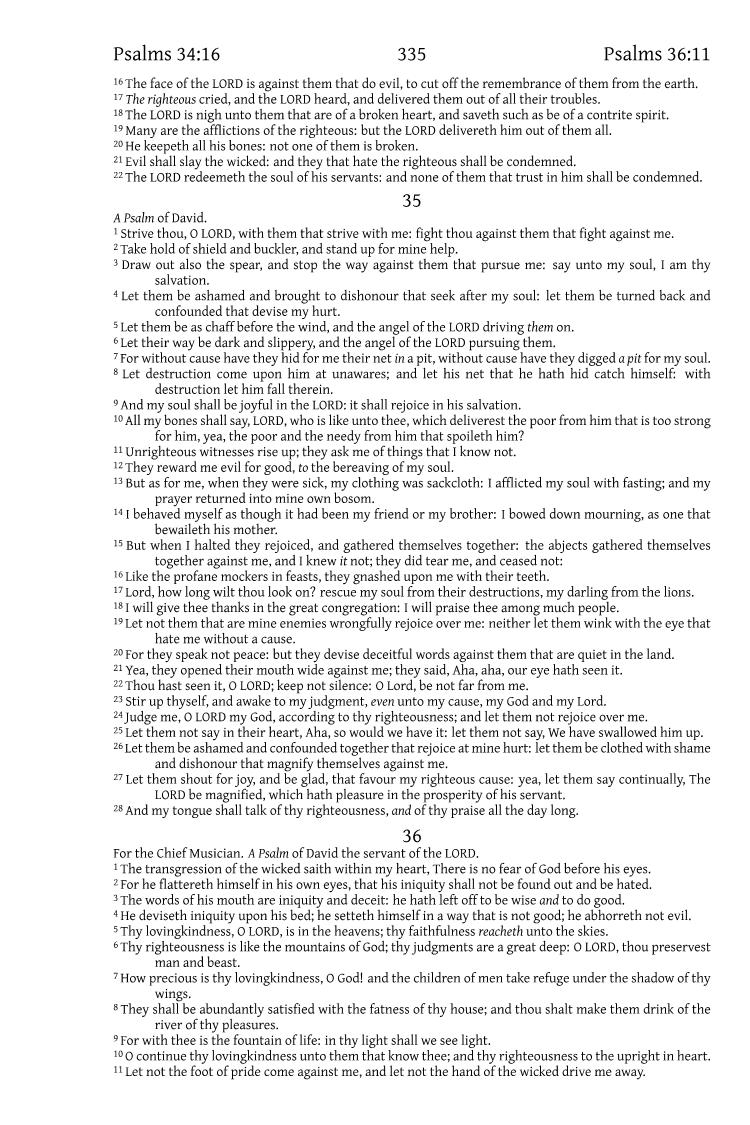 Psalms 34:16 335 Psalms 36:11
16 The face of the LORD is against them that do evil, to cut off the remembrance of them from the earth.
17 The righteous cried, and the LORD heard, and delivered them out of all their troubles.
18 The LORD is nigh unto them that are of a broken heart, and saveth such as be of a contrite spirit.
19 Many are the afflictions of the righteous: but the LORD delivereth him out of them all.
20 He keepeth all his bones: not one of them is broken.
21 Evil shall slay the wicked: and they that hate the righteous shall be condemned.
22 The LORD redeemeth the soul of his servants: and none of them that trust in him shall be condemned.
35
A Psalm of David.
1 Strive thou, O LORD, with them that strive with me: fight thou against them that fight against me.
2 Take hold of shield and buckler, and stand up for mine help.
3 Draw out also the spear, and stop the way against them that pursue me: say unto my soul, I am thy
salvation.
4 Let them be ashamed and brought to dishonour that seek after my soul: let them be turned back and
confounded that devise my hurt.
5 Let them be as chaff before the wind, and the angel of the LORD driving them on.
6 Let their way be dark and slippery, and the angel of the LORD pursuing them.
7 For without cause have they hid for me their net in a pit, without cause have they digged a pit for my soul.
8 Let destruction come upon him at unawares; and let his net that he hath hid catch himself: with
destruction let him fall therein.
9 And my soul shall be joyful in the LORD: it shall rejoice in his salvation.
10 All my bones shall say, LORD, who is like unto thee, which deliverest the poor from him that is too strong
for him, yea, the poor and the needy from him that spoileth him?
11 Unrighteous witnesses rise up; they ask me of things that I know not.
12 They reward me evil for good, to the bereaving of my soul.
13 But as for me, when they were sick, my clothing was sackcloth: I afflicted my soul with fasting; and my
prayer returned into mine own bosom.
14 I behaved myself as though it had been my friend or my brother: I bowed down mourning, as one that
bewaileth his mother.
15 But when I halted they rejoiced, and gathered themselves together: the abjects gathered themselves
together against me, and I knew it not; they did tear me, and ceased not:
16 Like the profane mockers in feasts, they gnashed upon me with their teeth.
17 Lord, how long wilt thou look on? rescue my soul from their destructions, my darling from the lions.
18 I will give thee thanks in the great congregation: I will praise thee among much people.
19 Let not them that are mine enemies wrongfully rejoice over me: neither let them wink with the eye that
hate me without a cause.
20 For they speak not peace: but they devise deceitful words against them that are quiet in the land.
21 Yea, they opened their mouth wide against me; they said, Aha, aha, our eye hath seen it.
22 Thou hast seen it, O LORD; keep not silence: O Lord, be not far from me.
23 Stir up thyself, and awake to my judgment, even unto my cause, my God and my Lord.
24 Judge me, O LORD my God, according to thy righteousness; and let them not rejoice over me.
25 Let them not say in their heart, Aha, so would we have it: let them not say, We have swallowed him up.
26 Let them be ashamed and confounded together that rejoice at mine hurt: let them be clothed with shame
and dishonour that magnify themselves against me.
27 Let them shout for joy, and be glad, that favour my righteous cause: yea, let them say continually, The
LORD be magnified, which hath pleasure in the prosperity of his servant.
28 And my tongue shall talk of thy righteousness, and of thy praise all the day long.
36
For the Chief Musician. A Psalm of David the servant of the LORD.
1 The transgression of the wicked saith within my heart, There is no fear of God before his eyes.
2 For he flattereth himself in his own eyes, that his iniquity shall not be found out and be hated.
3 The words of his mouth are iniquity and deceit: he hath left off to be wise and to do good.
4 He deviseth iniquity upon his bed; he setteth himself in a way that is not good; he abhorreth not evil.
5 Thy lovingkindness, O LORD, is in the heavens; thy faithfulness reacheth unto the skies.
6 Thy righteousness is like the mountains of God; thy judgments are a great deep: O LORD, thou preservest
man and beast.
7 How precious is thy lovingkindness, O God! and the children of men take refuge under the shadow of thy
wings.
8 They shall be abundantly satisfied with the fatness of thy house; and thou shalt make them drink of the
river of thy pleasures.
9 For with thee is the fountain of life: in thy light shall we see light.
10 O continue thy lovingkindness unto them that know thee; and thy righteousness to the upright in heart.
11 Let not the foot of pride come against me, and let not the hand of the wicked drive me away.